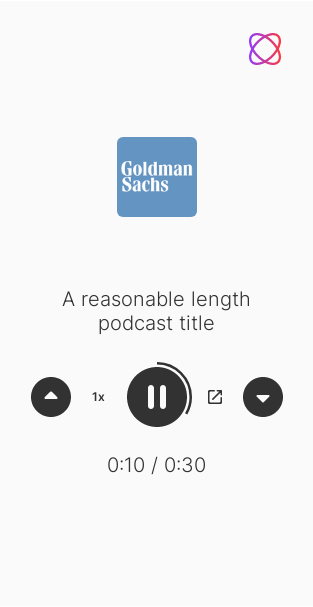 Goldman
Sachs
A reasonable length
podcast title
1x
0:10 / 0:30